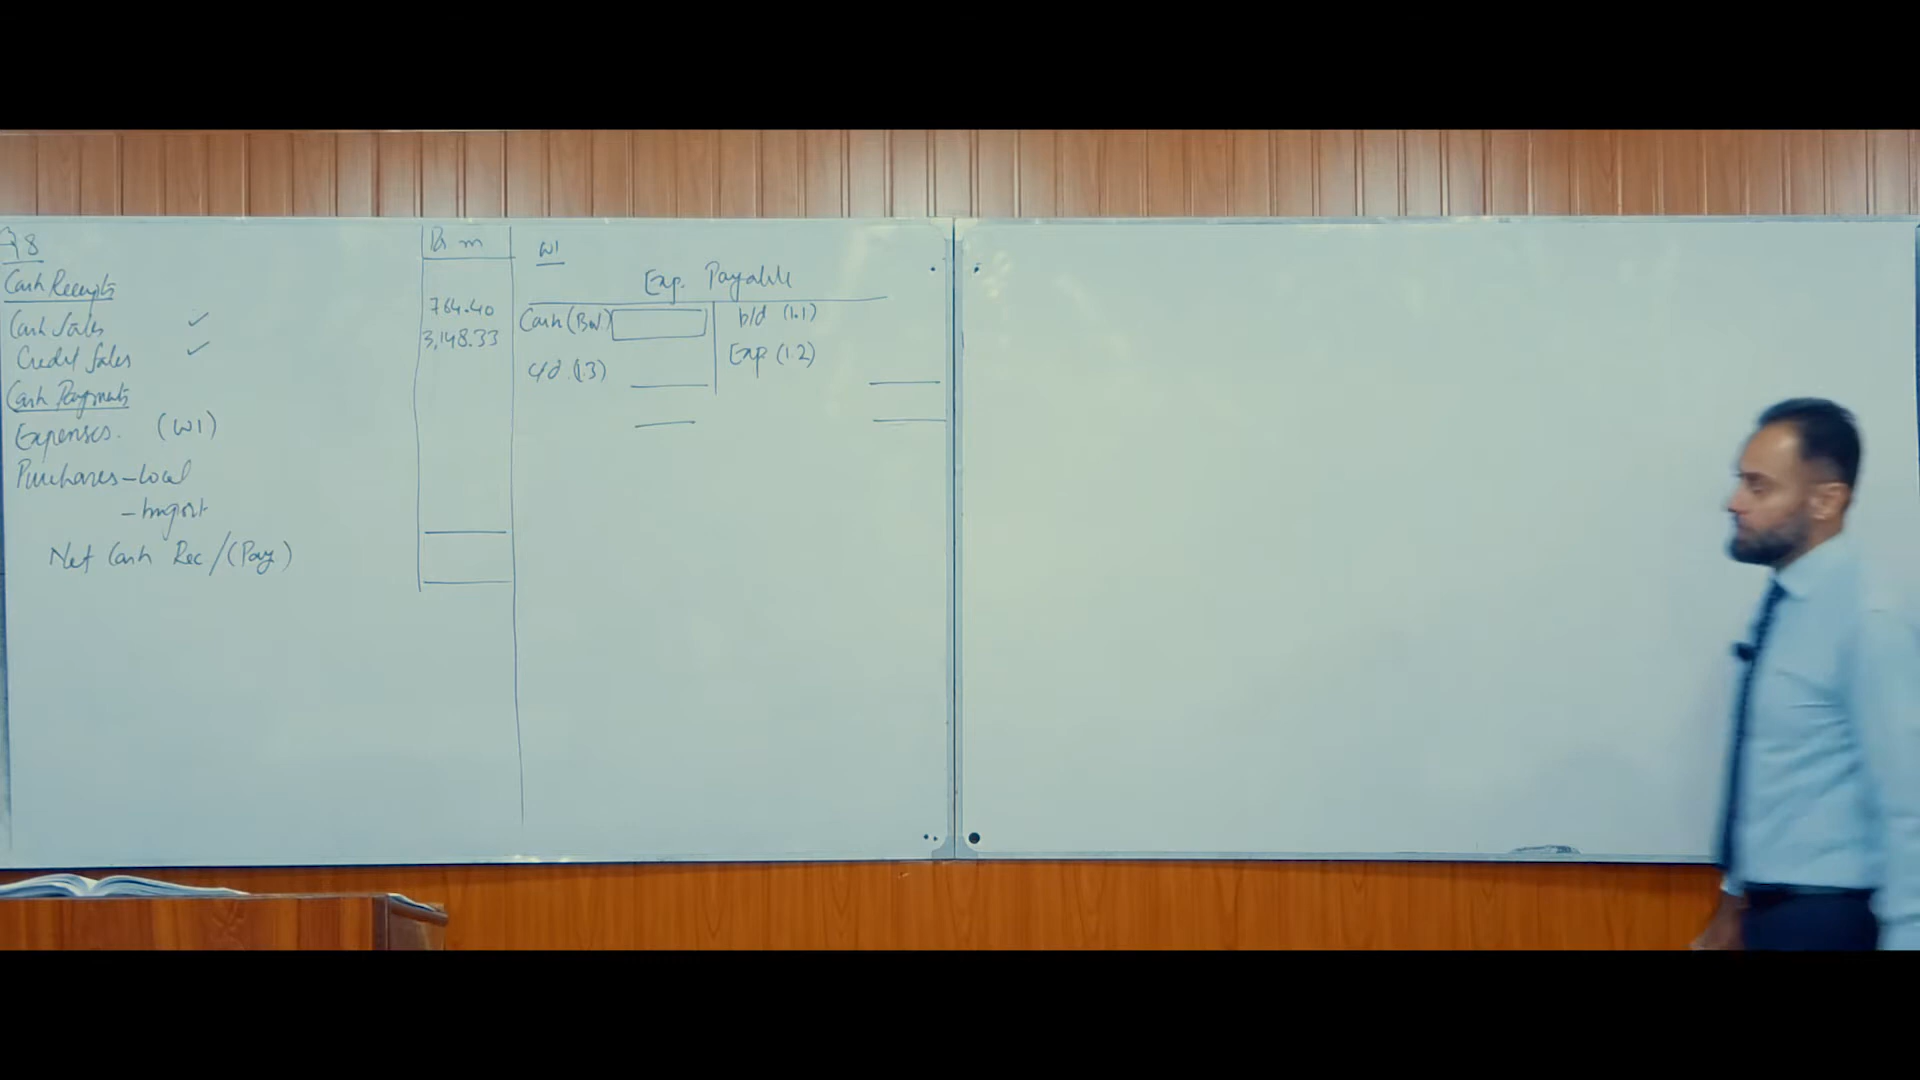 Q8
Rs m
Cash Receipts
Cash Sales ✓ 764.40
Credit Sales ✓ 3,148.33
Cash Payments
Expenses. (W1)
Purchases - Local
- Import
Net Cash Rec/(Pay)
W1
Exp. Payable
Cash (Bal.) b/d (1.1)
c/d (1.3) Exp (1.2)